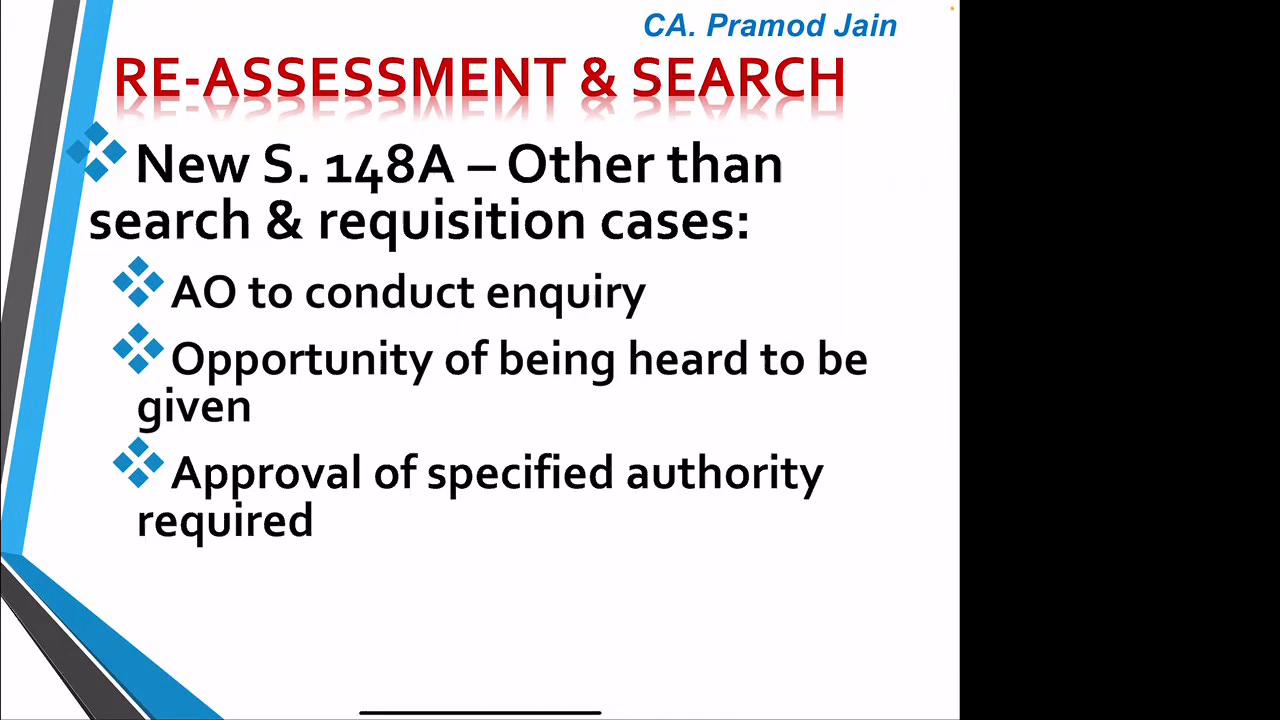 CA. Pramod Jain
RE-ASSESSMENT & SEARCH
New S. 148A – Other than
search & requisition cases:
AO to conduct enquiry
Opportunity of being heard to be
given
Approval of specified authority
required